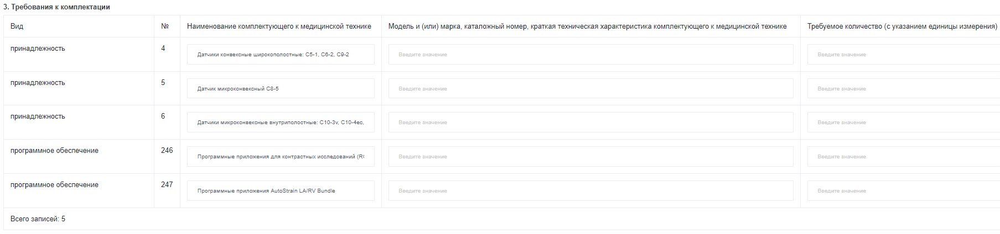 3. Требования к комплектации
Вид № Наименование комплектующего к медицинской технике Модель и (или) марка, каталожный номер, краткая техническая характеристика комплектующего к медицинской технике Требуемое количество (с указанием единицы измерения)
принадлежность 4 Датчики конвексные широкополостные: C5-1, C6-2, C9-2 Введите значение Введите значение
принадлежность 5 Датчик микроконвексный C8-5 Введите значение Введите значение
принадлежность 6 Датчики микроконвексные внутриполостные: C10-3v, C10-4ec, Введите значение Введите значение
программное обеспечение 246 Программные приложения для контрастных исследований Введите значение Введите значение
программное обеспечение 247 Программные приложения AutoStrain LA/RV Bundle Введите значение Введите значение
Всего записей: 5